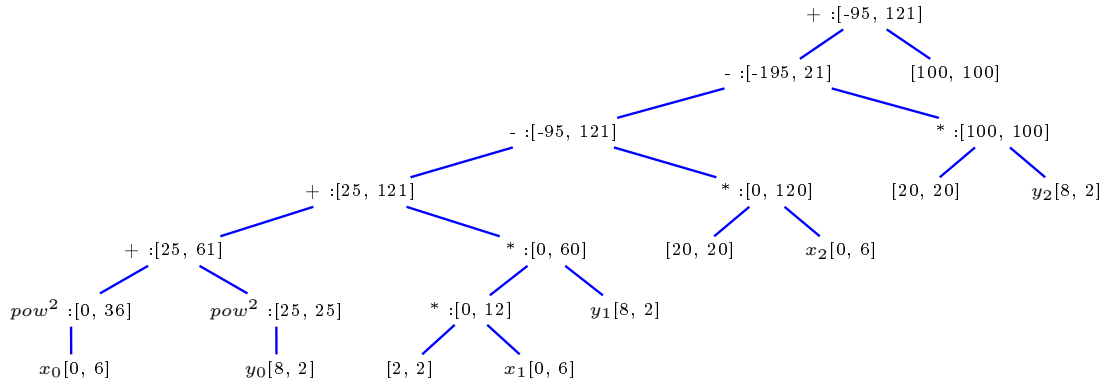 + :[-95, 121]
- :[-195, 21] [100, 100]
- :[-95, 121] * :[100, 100]
+ :[25, 121] * :[0, 120] [20, 20] y₂[8, 2]
+ :[25, 61] * :[0, 60] [20, 20] x₂[0, 6]
pow² :[0, 36] pow² :[25, 25] * :[0, 12] y₁[8, 2]
x₀[0, 6] y₀[8, 2] [2, 2] x₁[0, 6]